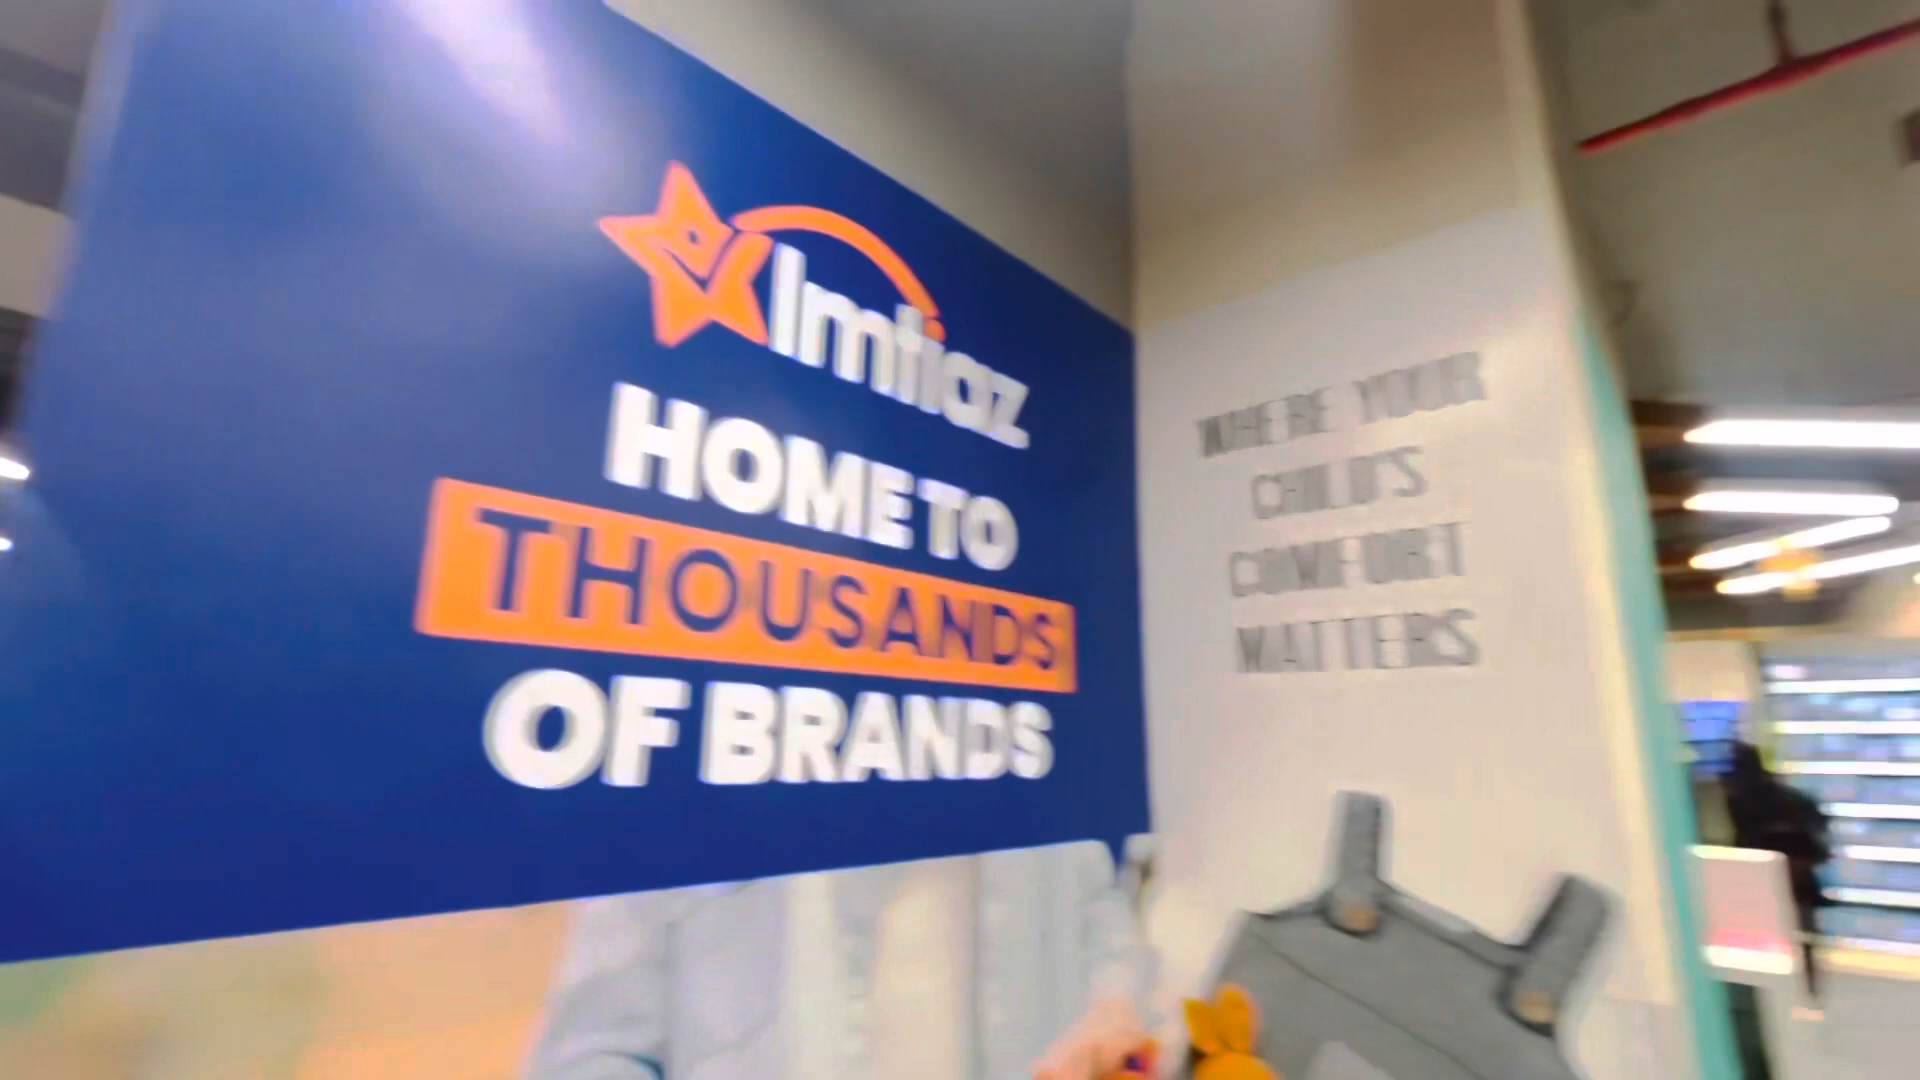 Imtiaz
HOME TO
THOUSANDS
OF BRANDS
WHERE YOUR
CHILD'S
COMFORT
MATTERS